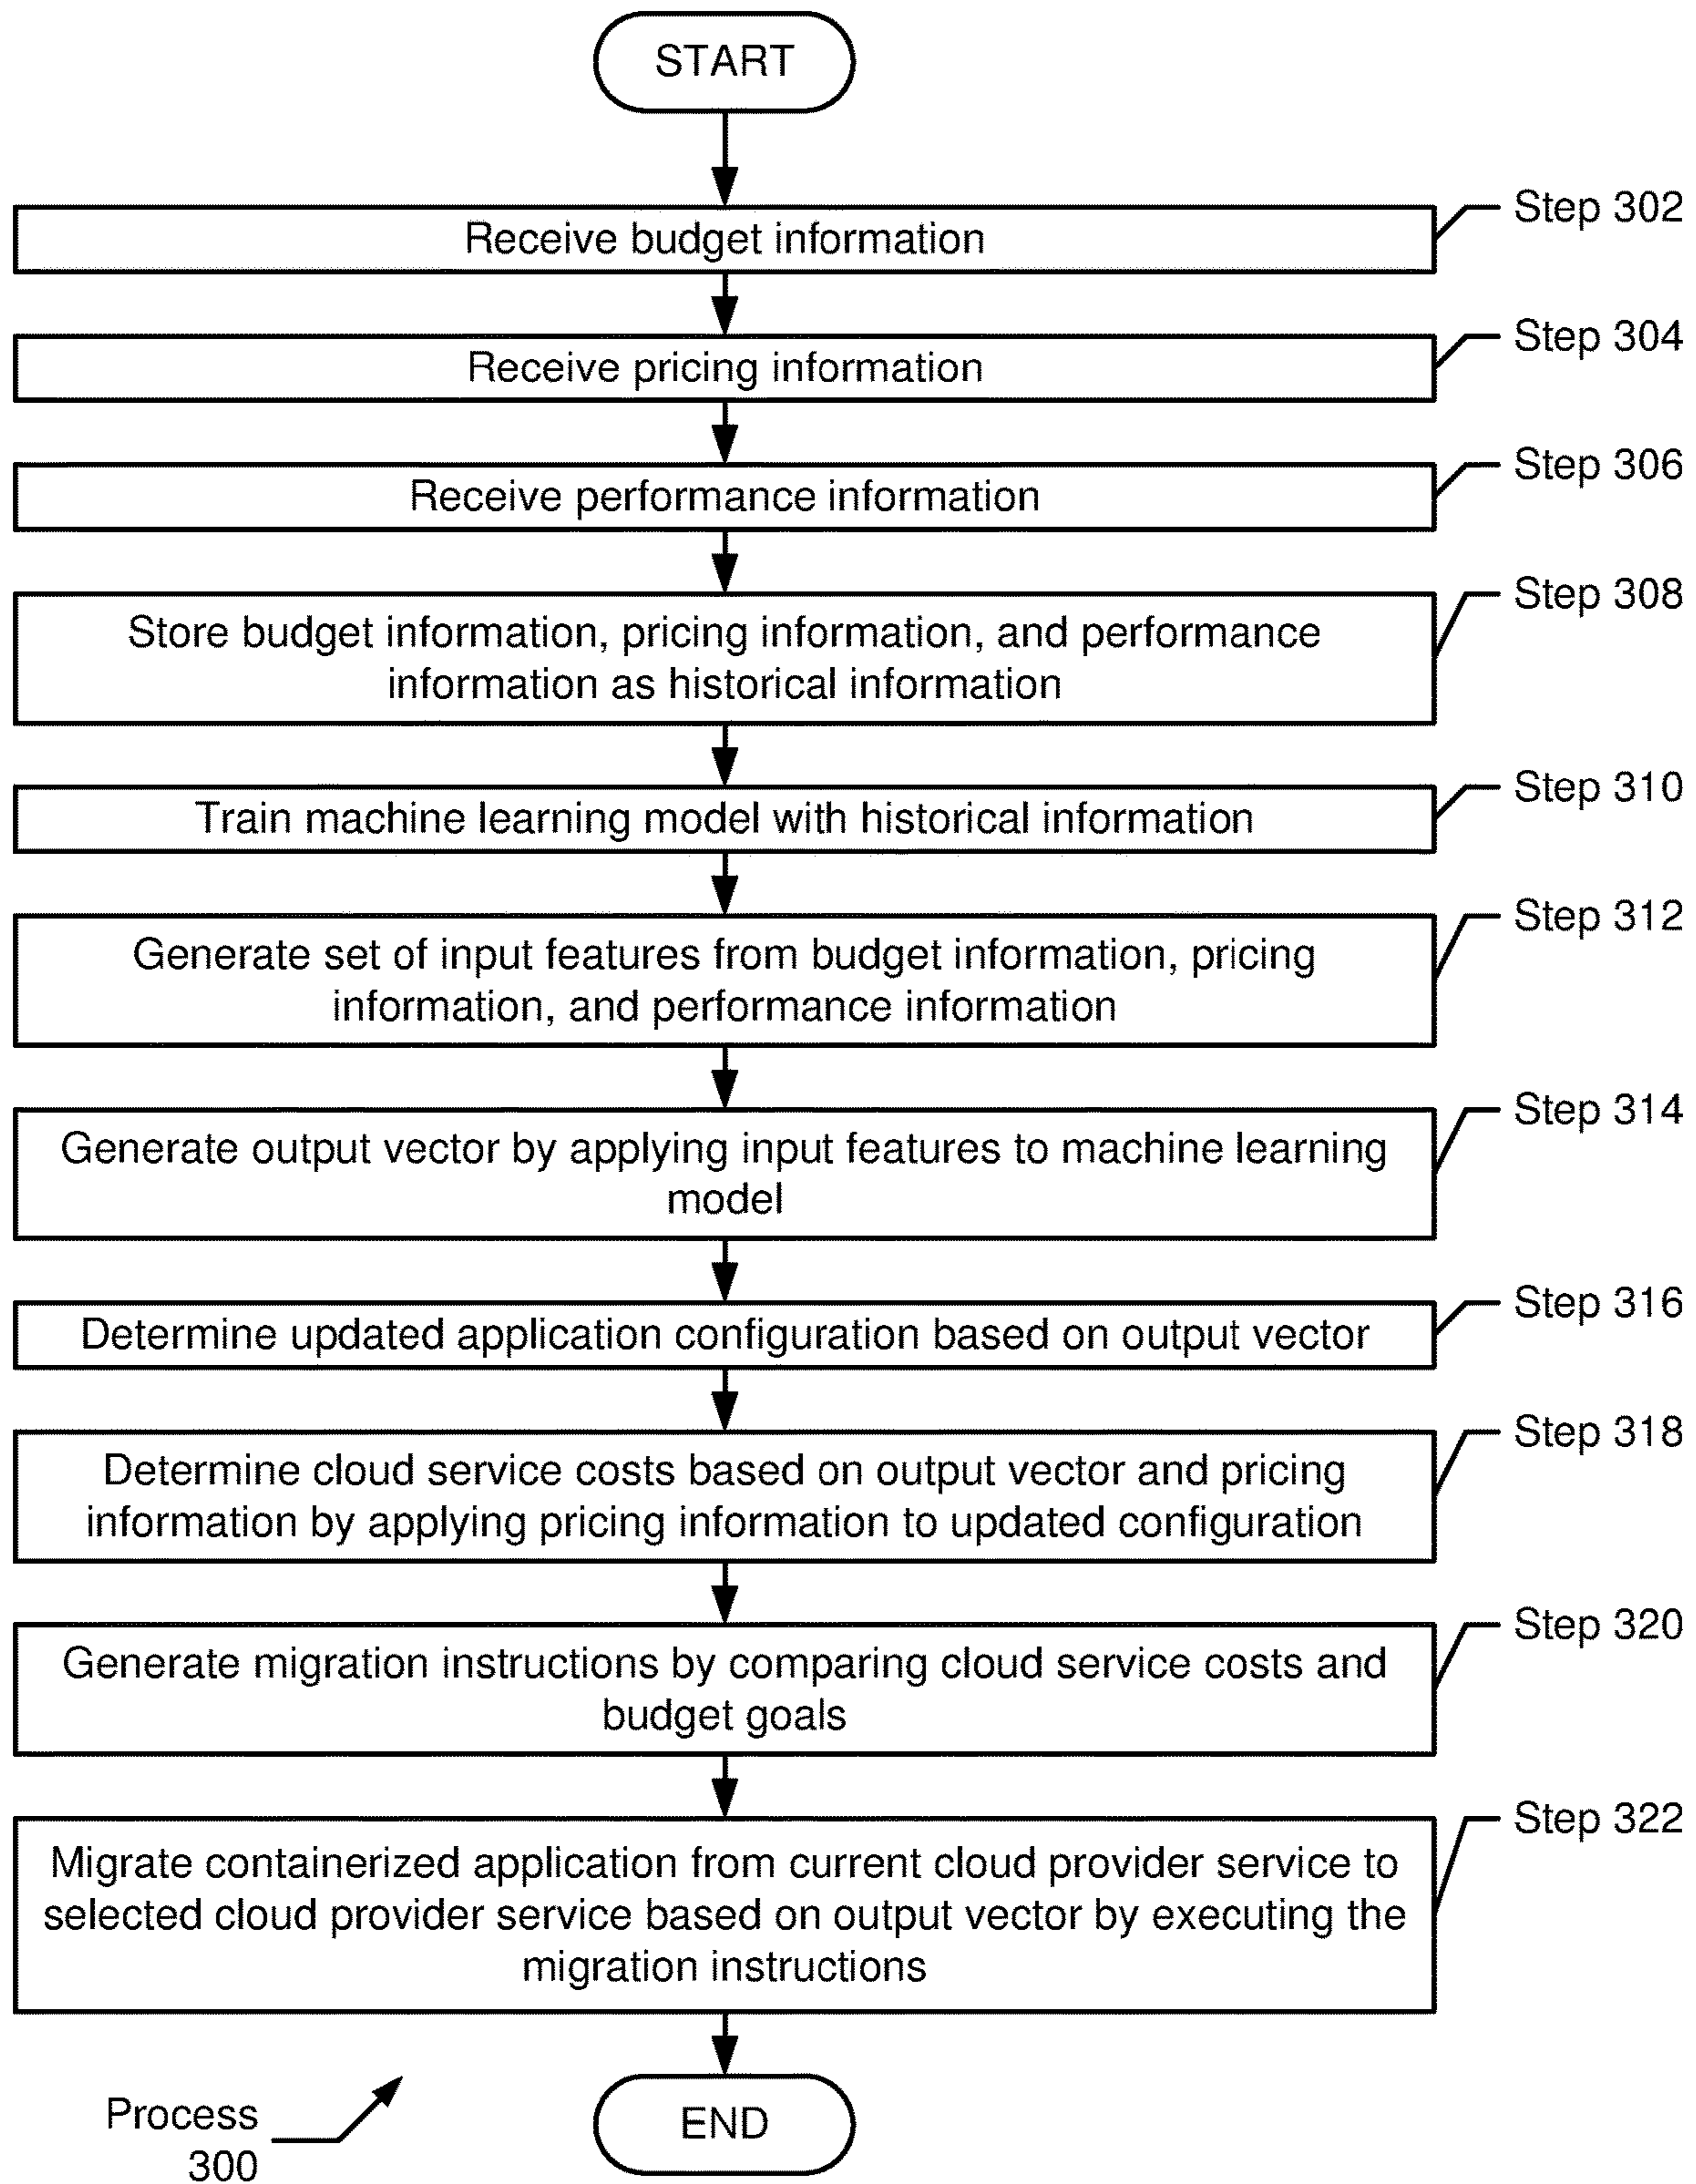 START
Step 302
Receive budget information
Step 304
Receive pricing information
Step 306
Receive performance information
Step 308
Store budget information, pricing information, and performance
information as historical information
Step 310
Train machine learning model with historical information
Step 312
Generate set of input features from budget information, pricing
information, and performance information
Step 314
Generate output vector by applying input features to machine learning
model
Step 316
Determine updated application configuration based on output vector
Step 318
Determine cloud service costs based on output vector and pricing
information by applying pricing information to updated configuration
Step 320
Generate migration instructions by comparing cloud service costs and
budget goals
Step 322
Migrate containerized application from current cloud provider service to
selected cloud provider service based on output vector by executing the
migration instructions
Process
300
END